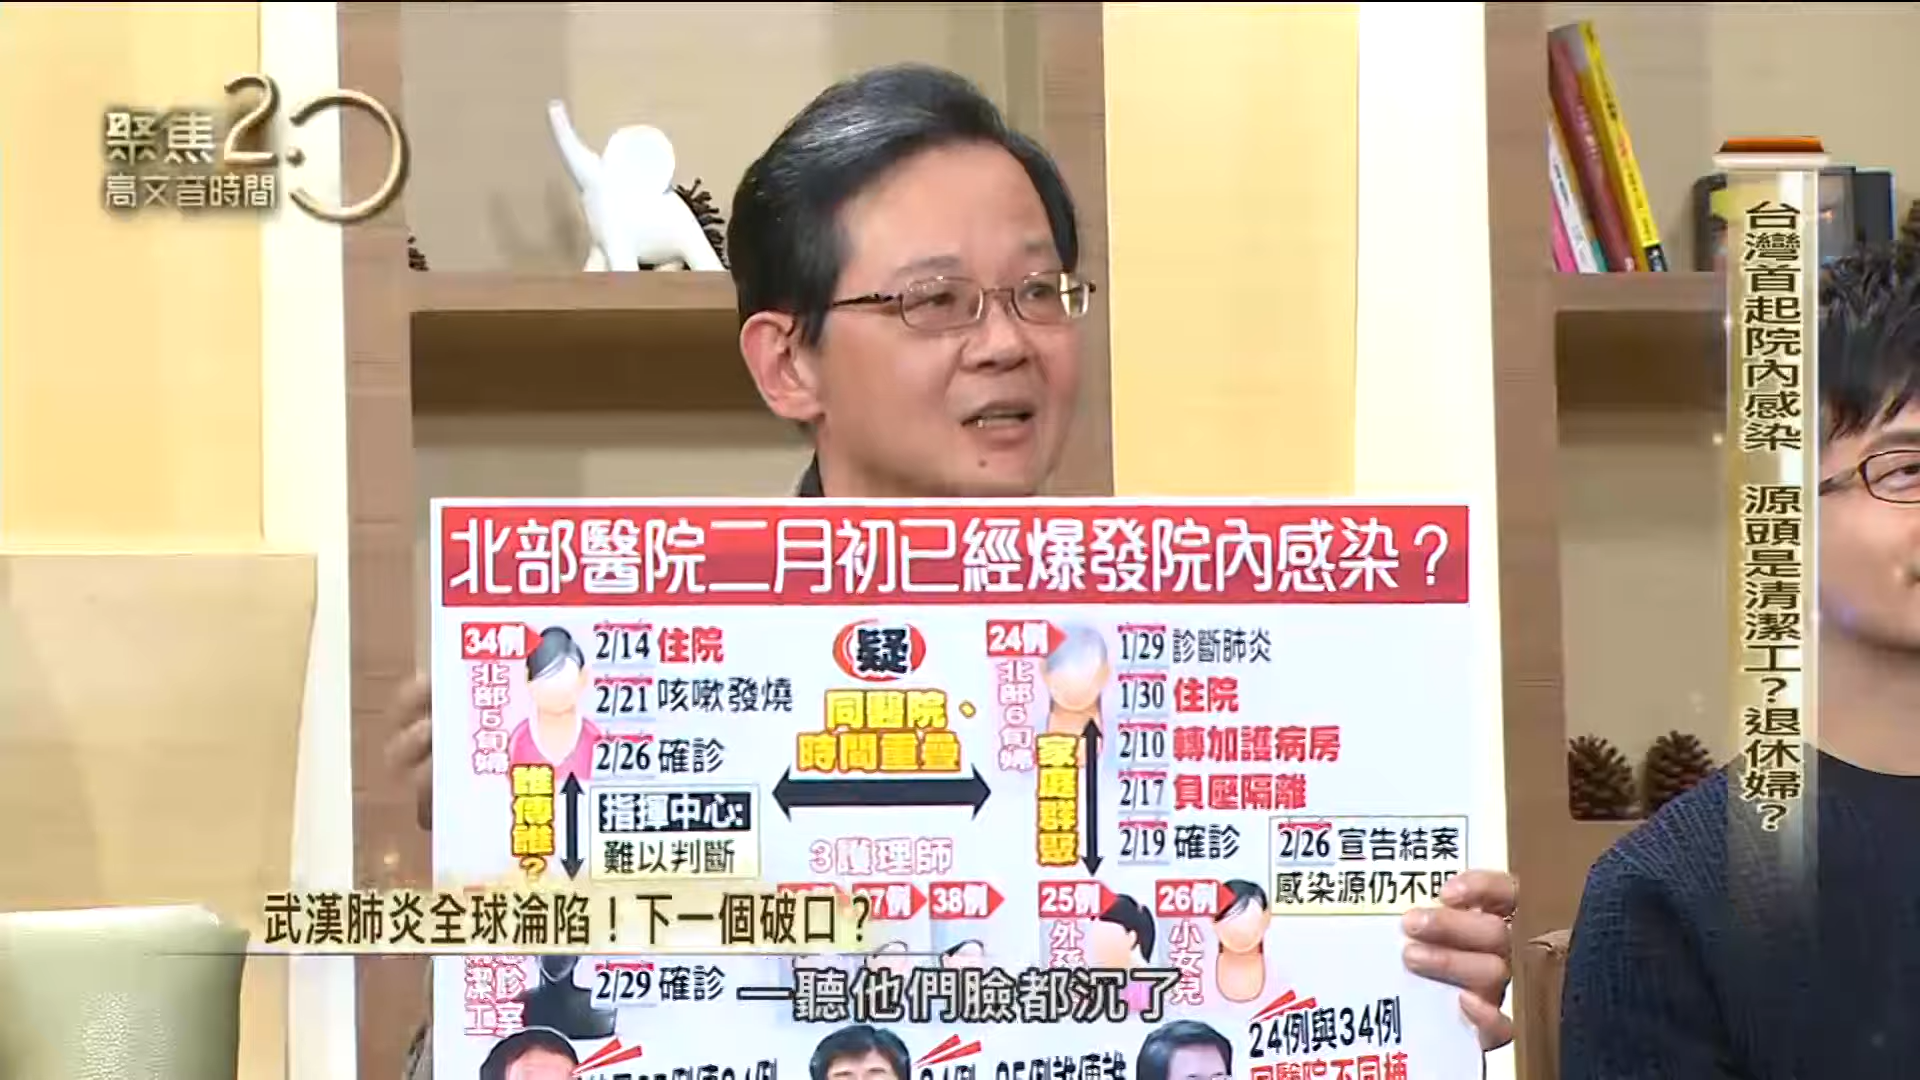 聚焦2.0
高文音時間
台灣首起院內感染 源頭是清潔工?退休婦?
北部醫院二月初已經爆發院內感染?
34例
北部5旬婦
2/14 住院
2/21 咳嗽發燒
2/26 確診
誰傳誰?
指揮中心:
難以判斷
疑
同醫院、
時間重疊
3護理師
37例
38例
24例
北部6旬婦
1/29 診斷肺炎
1/30 住院
2/10 轉加護病房
2/17 負壓隔離
2/19 確診
家庭群聚
2/26 宣告結案
感染源仍不明
25例
26例
小女兒
2/29 確診
24例與34例
武漢肺炎全球淪陷!下一個破口?
一聽他們臉都沉了